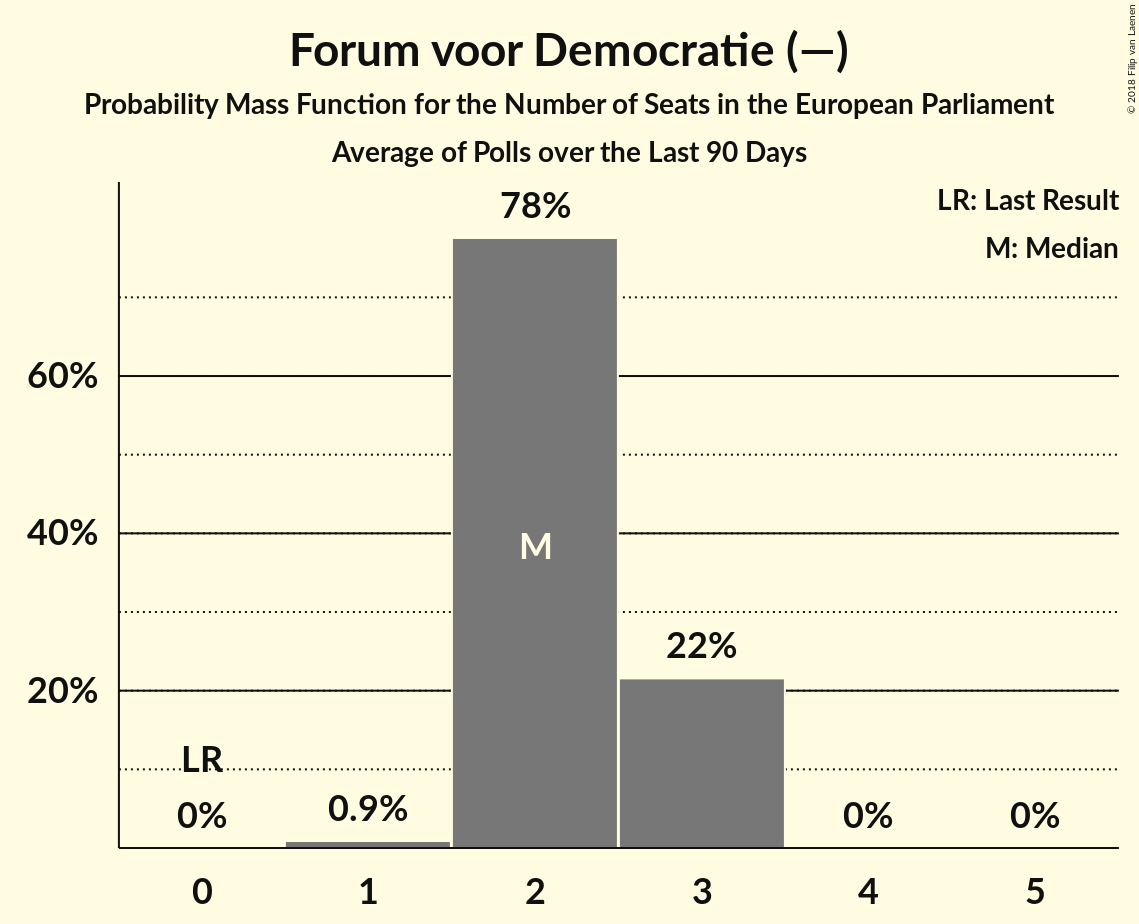 Forum voor Democratie (—)
Probability Mass Function for the Number of Seats in the European Parliament
Average of Polls over the Last 90 Days
© 2018 Filip van Laenen
LR: Last Result
M: Median
78%
60%
40%
M
22%
20%
LR
0%
0.9%
0%
0%
0 1 2 3 4 5